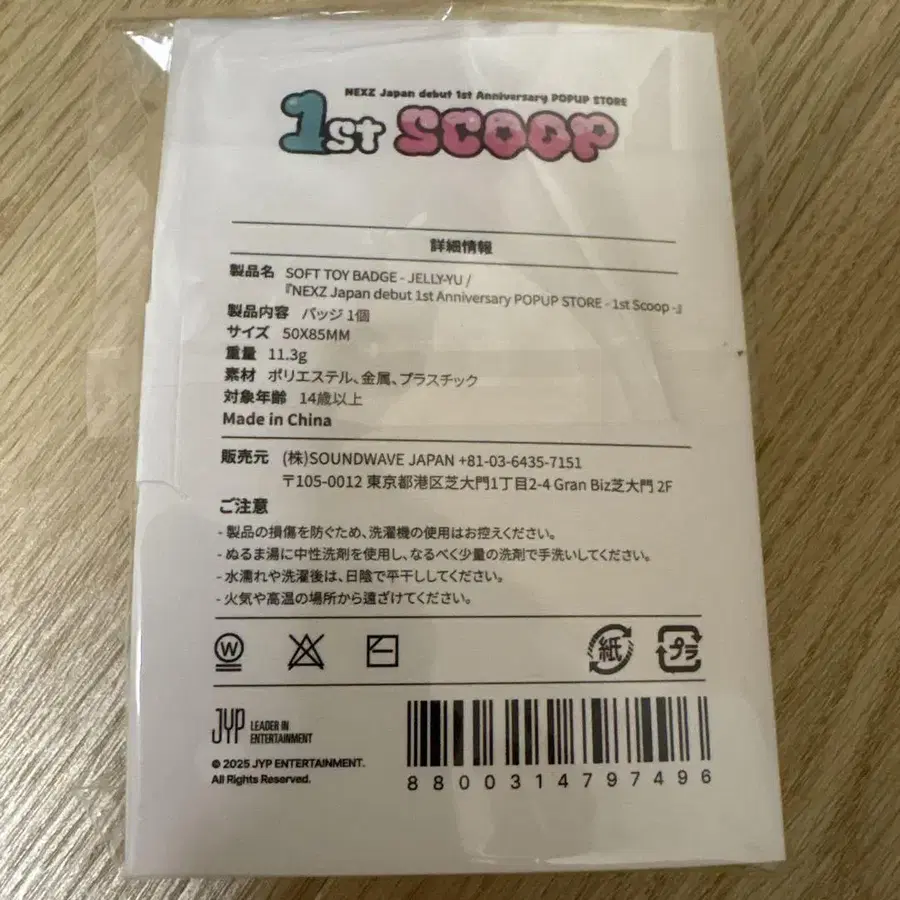 NEXZ Japan debut 1st Anniversary POPUP STORE
1st SCOOP
詳細情報
製品名 SOFT TOY BADGE - JELLY-YU /
『NEXZ Japan debut 1st Anniversary POPUP STORE - 1st Scoop -』
製品内容 バッジ 1個
サイズ 50X85MM
重量 11.3g
素材 ポリエステル、金属、プラスチック
対象年齢 14歳以上
Made in China
販売元 (株)SOUNDWAVE JAPAN +81-03-6435-7151
〒105-0012 東京都港区芝大門1丁目2-4 Gran Biz芝大門 2F
ご注意
- 製品の損傷を防ぐため、洗濯機の使用はお控えください。
- ぬるま湯に中性洗剤を使用し、なるべく少量の洗剤で手洗いしてください。
- 水濡れや洗濯後は、日陰で平干ししてください。
- 火気や高温の場所から遠ざけてください。
W 紙 プラ
JYP LEADER IN
ENTERTAINMENT
© 2025 JYP ENTERTAINMENT.
All Rights Reserved.
8800314797496